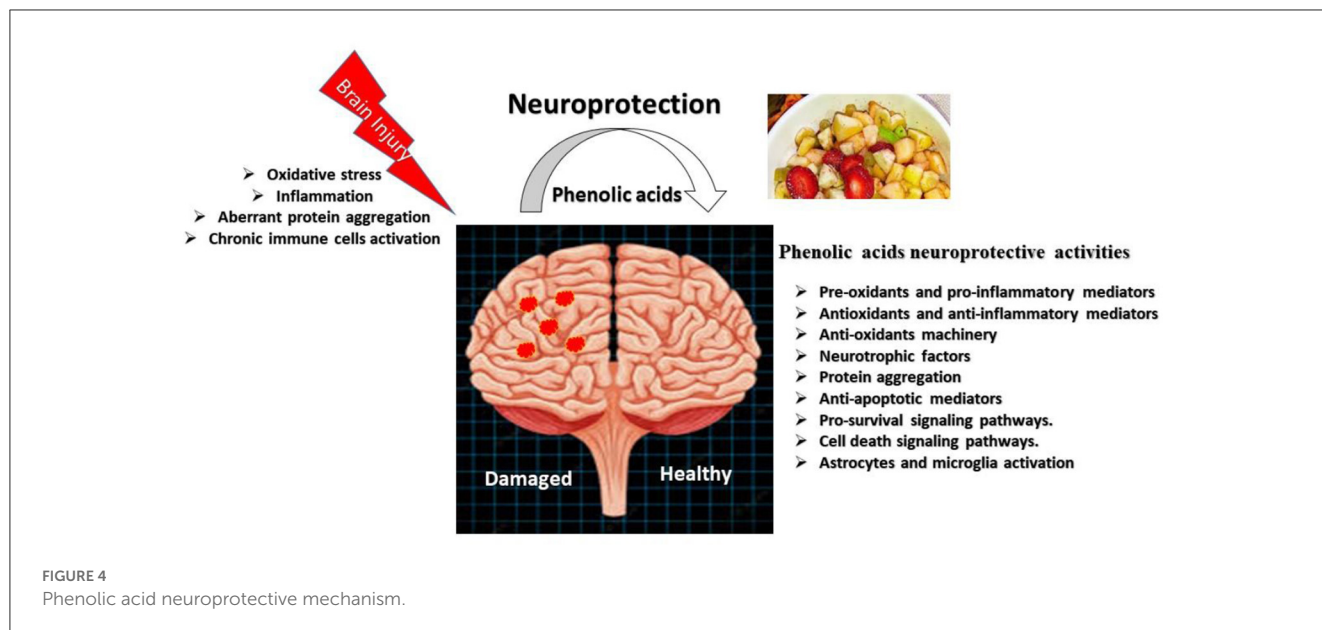 Brain Injury
➢ Oxidative stress
➢ Inflammation
➢ Aberrant protein aggregation
➢ Chronic immune cells activation
Neuroprotection
Phenolic acids
Damaged
Healthy
Phenolic acids neuroprotective activities
➢ Pre-oxidants and pro-inflammatory mediators
➢ Antioxidants and anti-inflammatory mediators
➢ Anti-oxidants machinery
➢ Neurotrophic factors
➢ Protein aggregation
➢ Anti-apoptotic mediators
➢ Pro-survival signaling pathways.
➢ Cell death signaling pathways.
➢ Astrocytes and microglia activation
FIGURE 4
Phenolic acid neuroprotective mechanism.